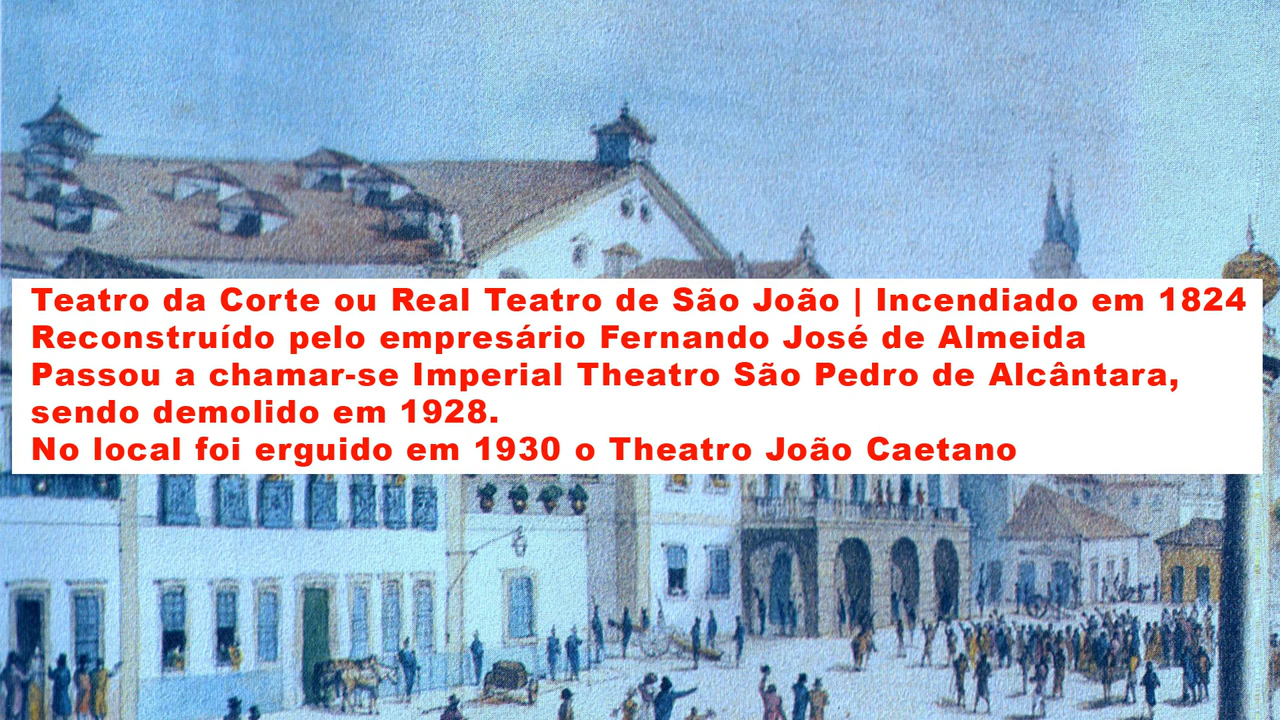 Teatro da Corte ou Real Teatro de São João | Incendiado em 1824
Reconstruído pelo empresário Fernando José de Almeida
Passou a chamar-se Imperial Theatro São Pedro de Alcântara,
sendo demolido em 1928.
No local foi erguido em 1930 o Theatro João Caetano